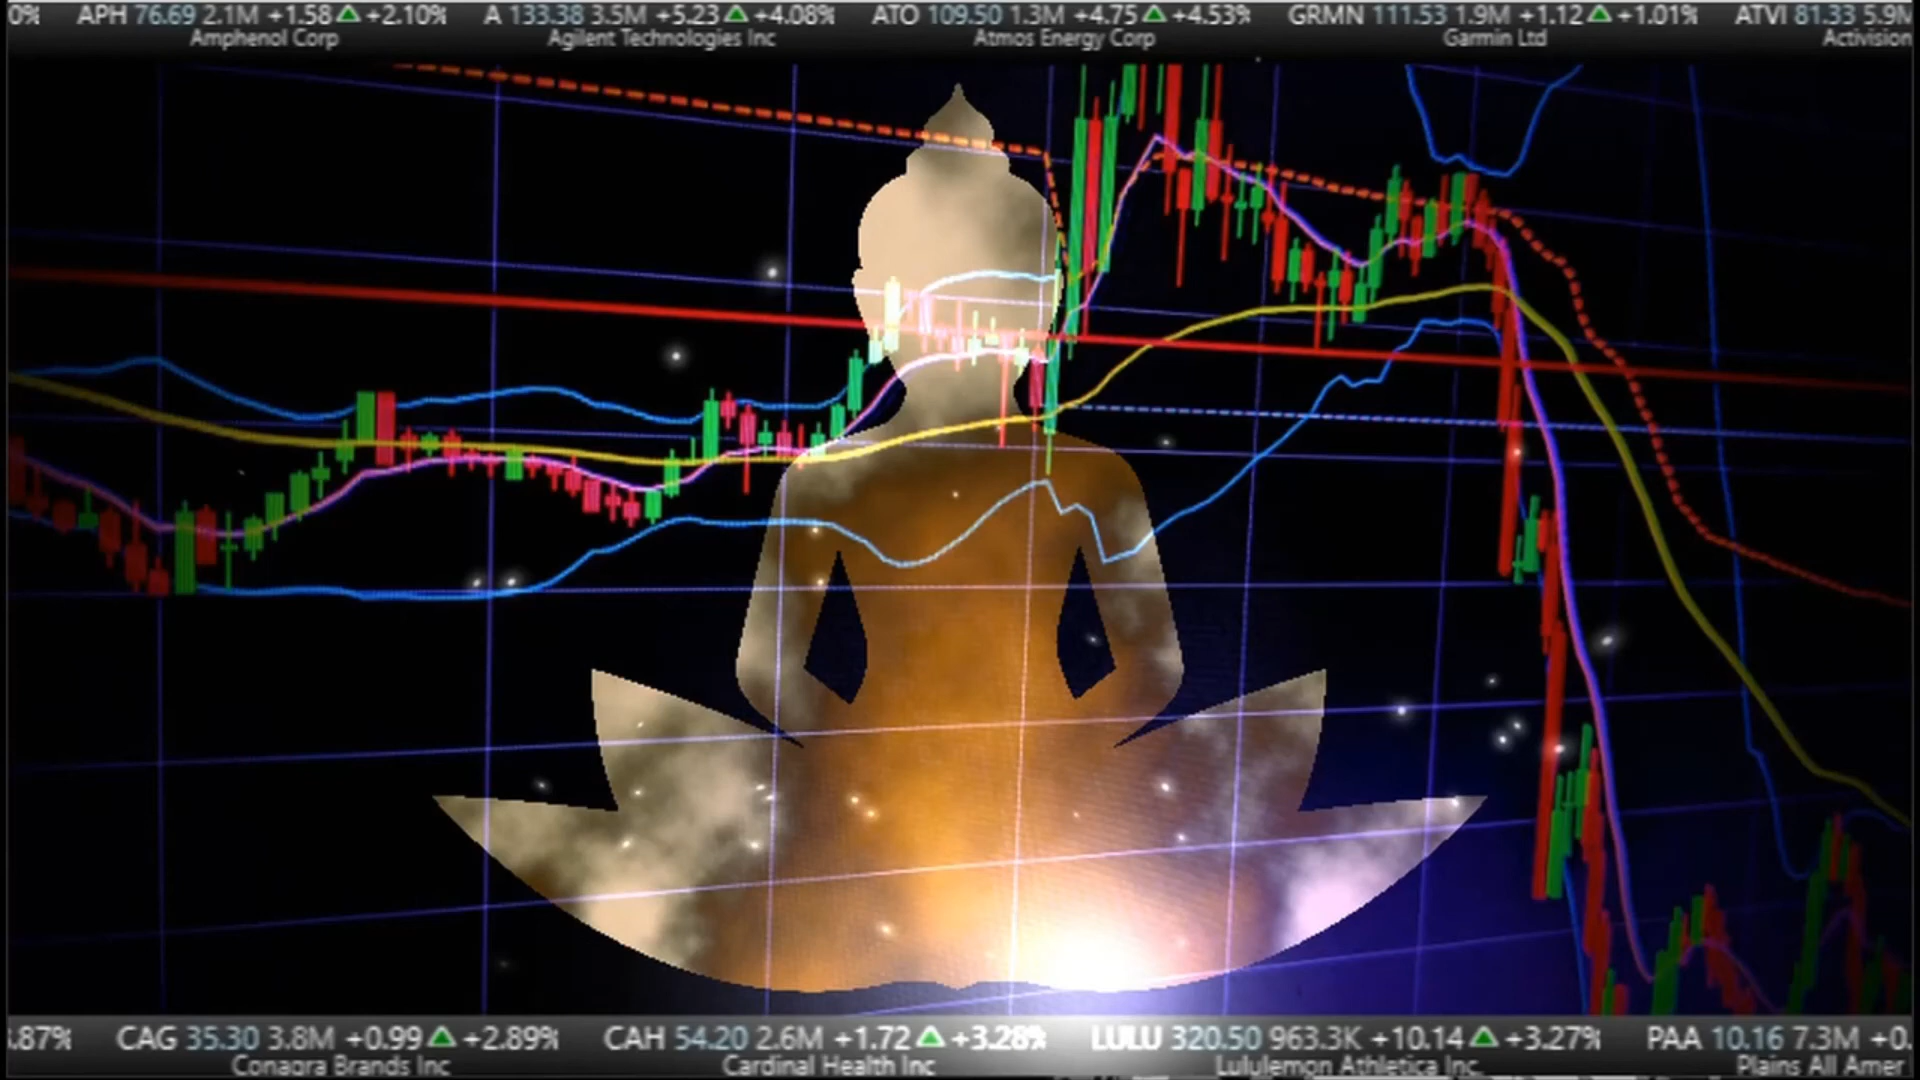 0% APH 76.69 2.1M +1.58 +2.10% A 133.38 3.5M +5.23 +4.08% ATO 109.50 1.3M +4.75 +4.53% GRMN 111.53 1.9M +1.12 +1.01% ATVI 81.33 5.9M
Amphenol Corp Agilent Technologies Inc Atmos Energy Corp Garmin Ltd Activision
.87% CAG 35.30 3.8M +0.99 +2.89% CAH 54.20 2.6M +1.72 +3.28% LULU 320.50 963.3K +10.14 +3.27% PAA 10.16 7.3M +0.
Conagra Brands Inc Cardinal Health Inc Lululemon Athletica Inc. Plains All Amer